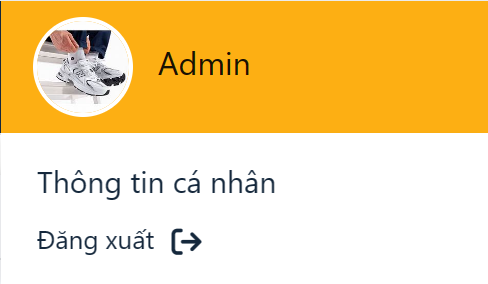 Admin
Thông tin cá nhân
Đăng xuất